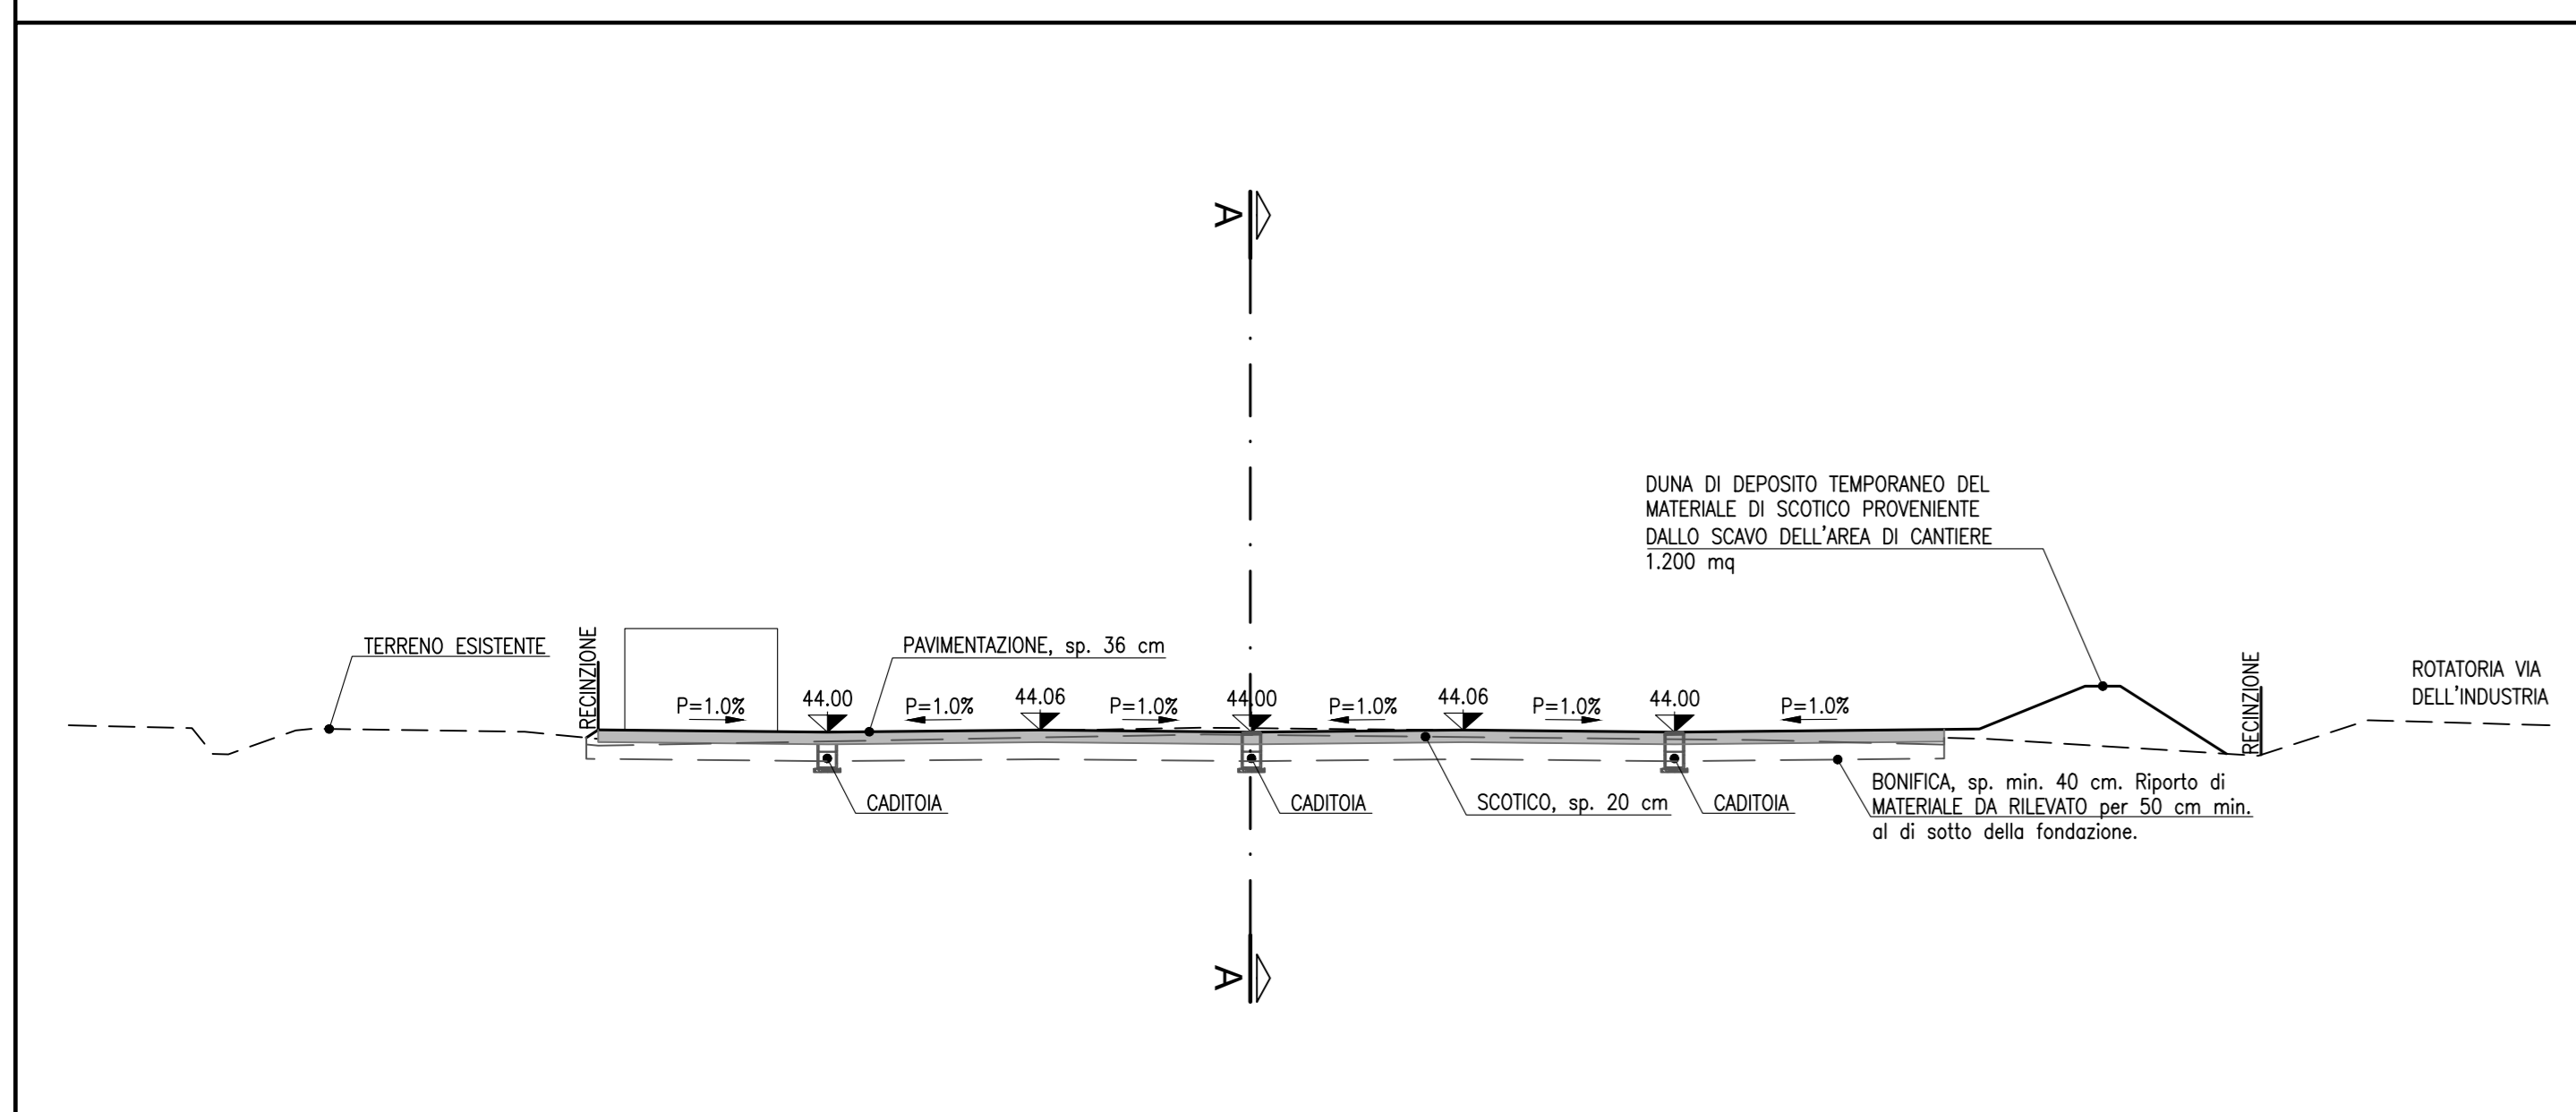 A
DUNA DI DEPOSITO TEMPORANEO DEL
MATERIALE DI SCOTICO PROVENIENTE
DALLO SCAVO DELL'AREA DI CANTIERE
1.200 mq
TERRENO ESISTENTE
RECINZIONE
PAVIMENTAZIONE, sp. 36 cm
RECINZIONE
ROTATORIA VIA
DELL'INDUSTRIA
P=1.0%
44.00
P=1.0%
44.06
P=1.0%
44.00
P=1.0%
44.06
P=1.0%
44.00
P=1.0%
CADITOIA
CADITOIA
SCOTICO, sp. 20 cm
CADITOIA
BONIFICA, sp. min. 40 cm. Riporto di
MATERIALE DA RILEVATO per 50 cm min.
al di sotto della fondazione.
A